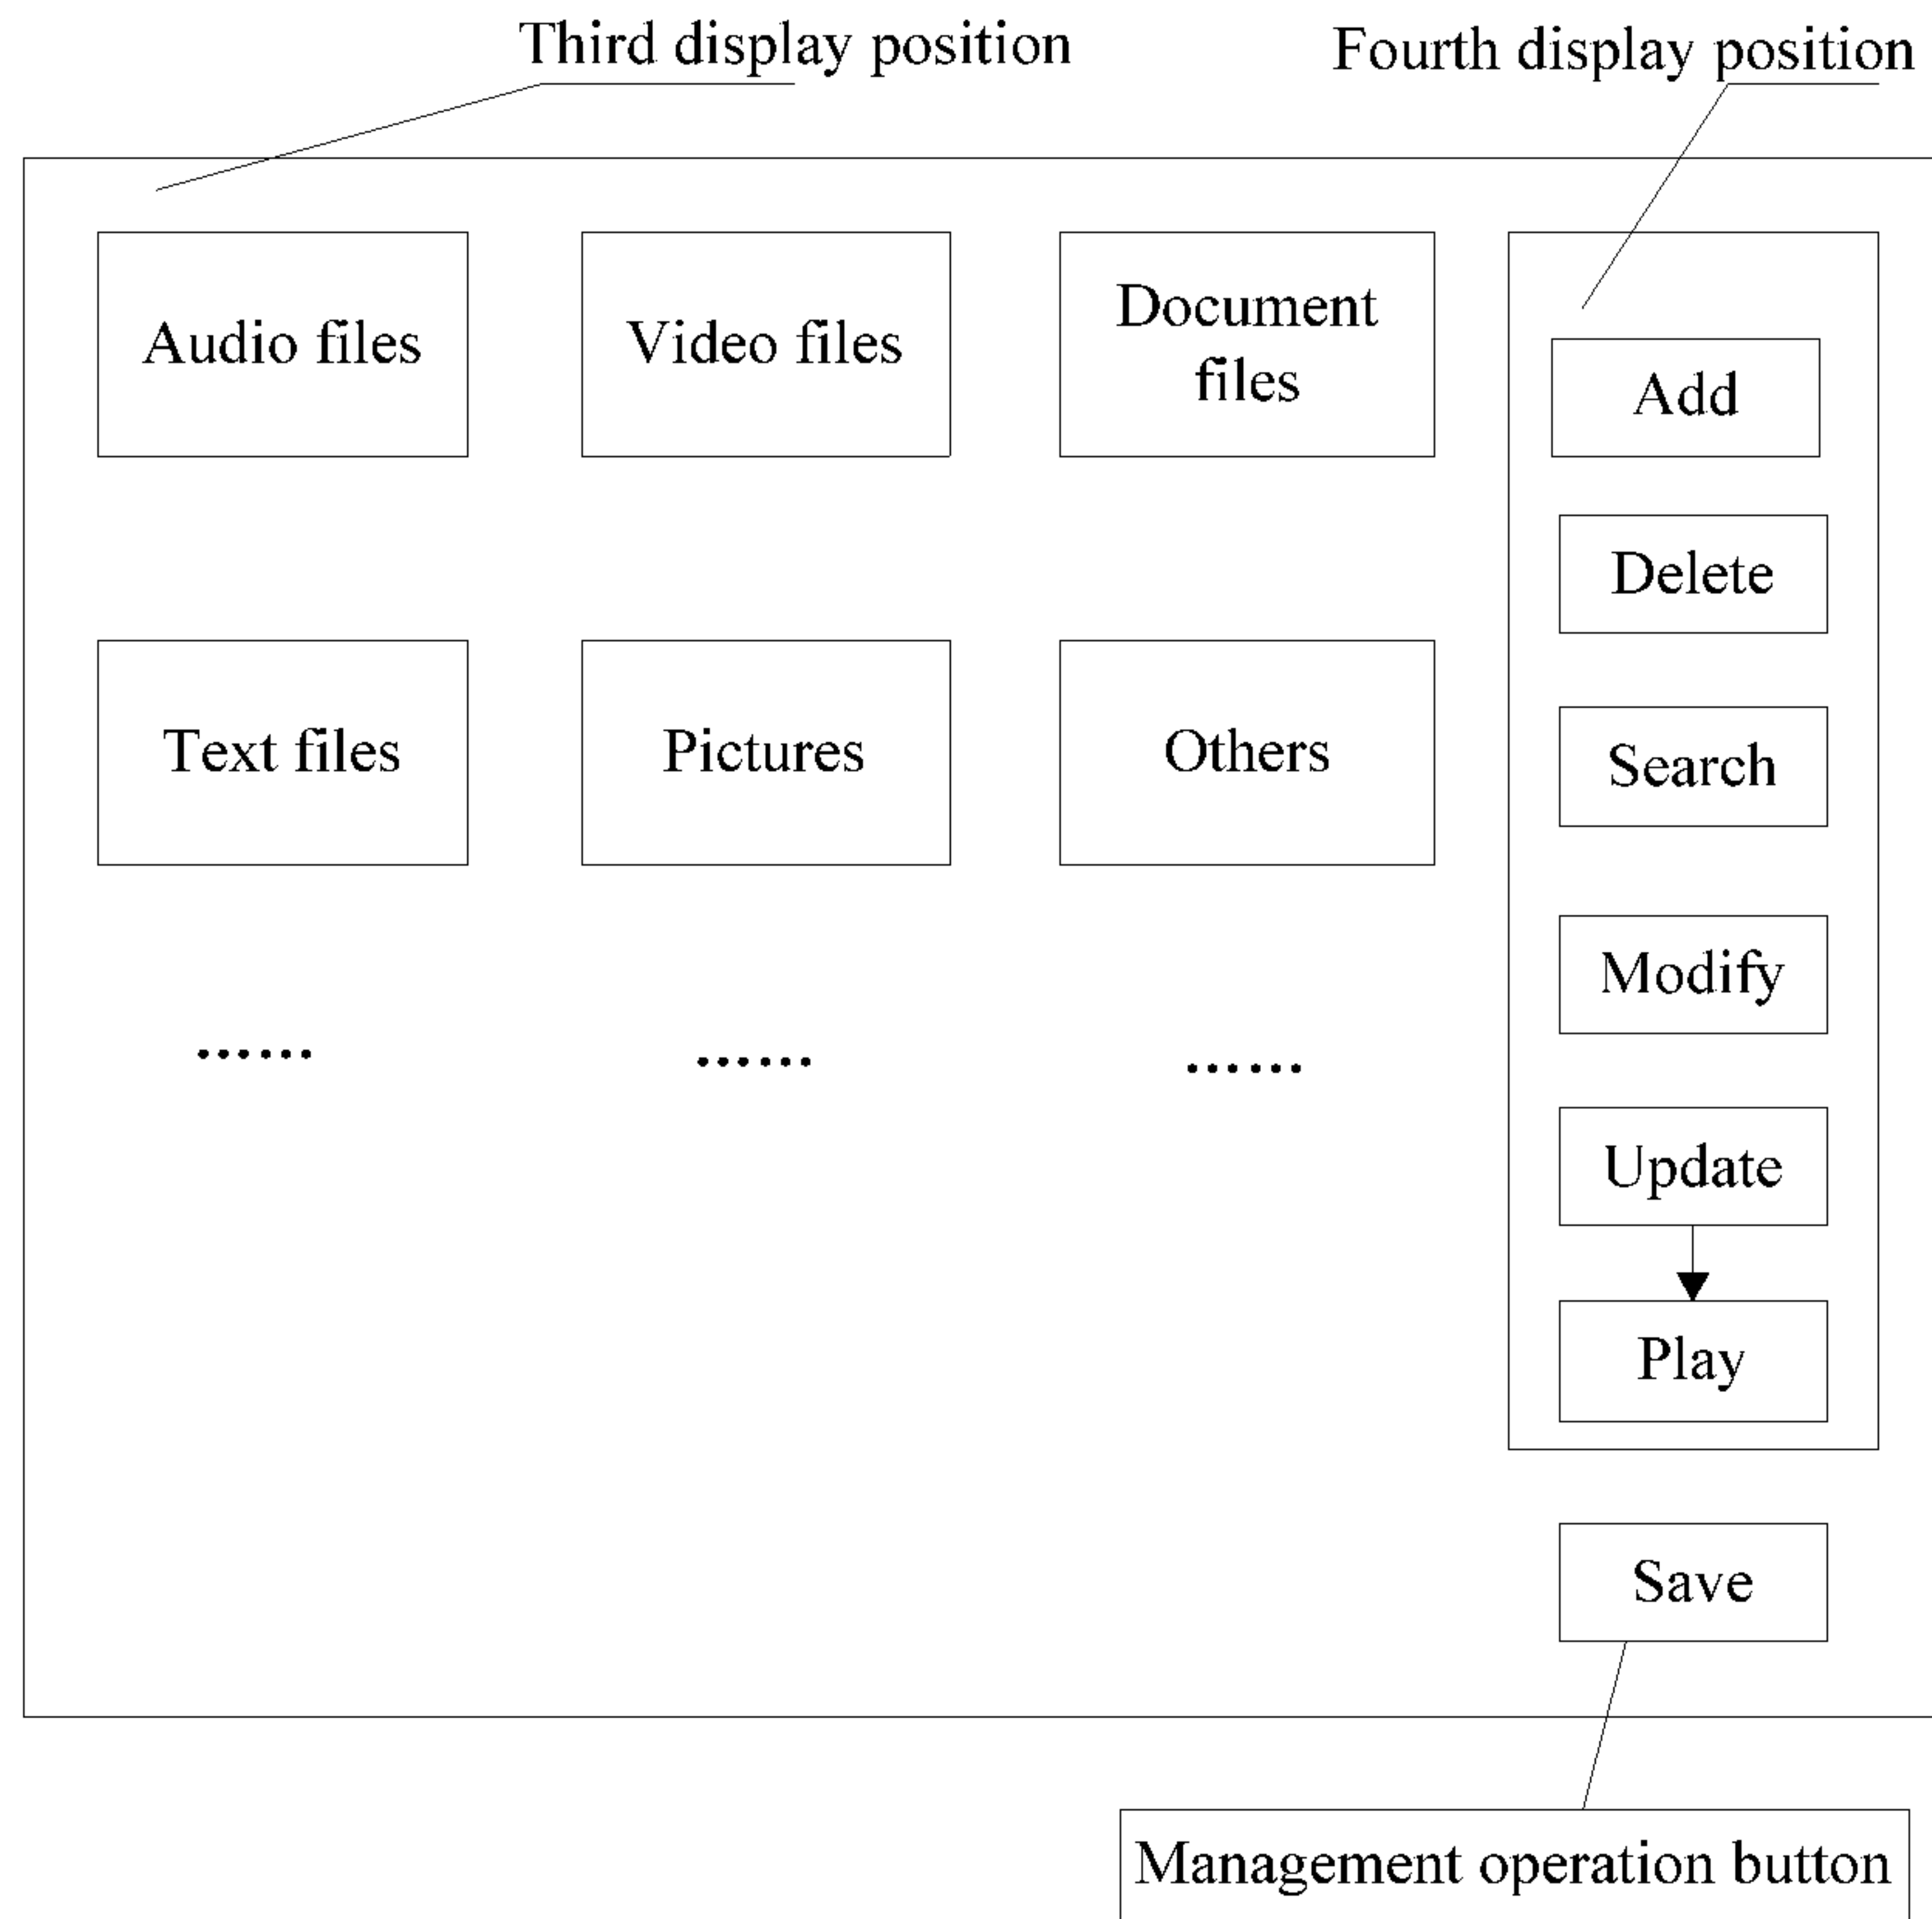 Third display position
Fourth display position
Audio files
Video files
Document
files
Add
Delete
Text files
Pictures
Others
Search
Modify
......
......
......
Update
Play
Save
Management operation button